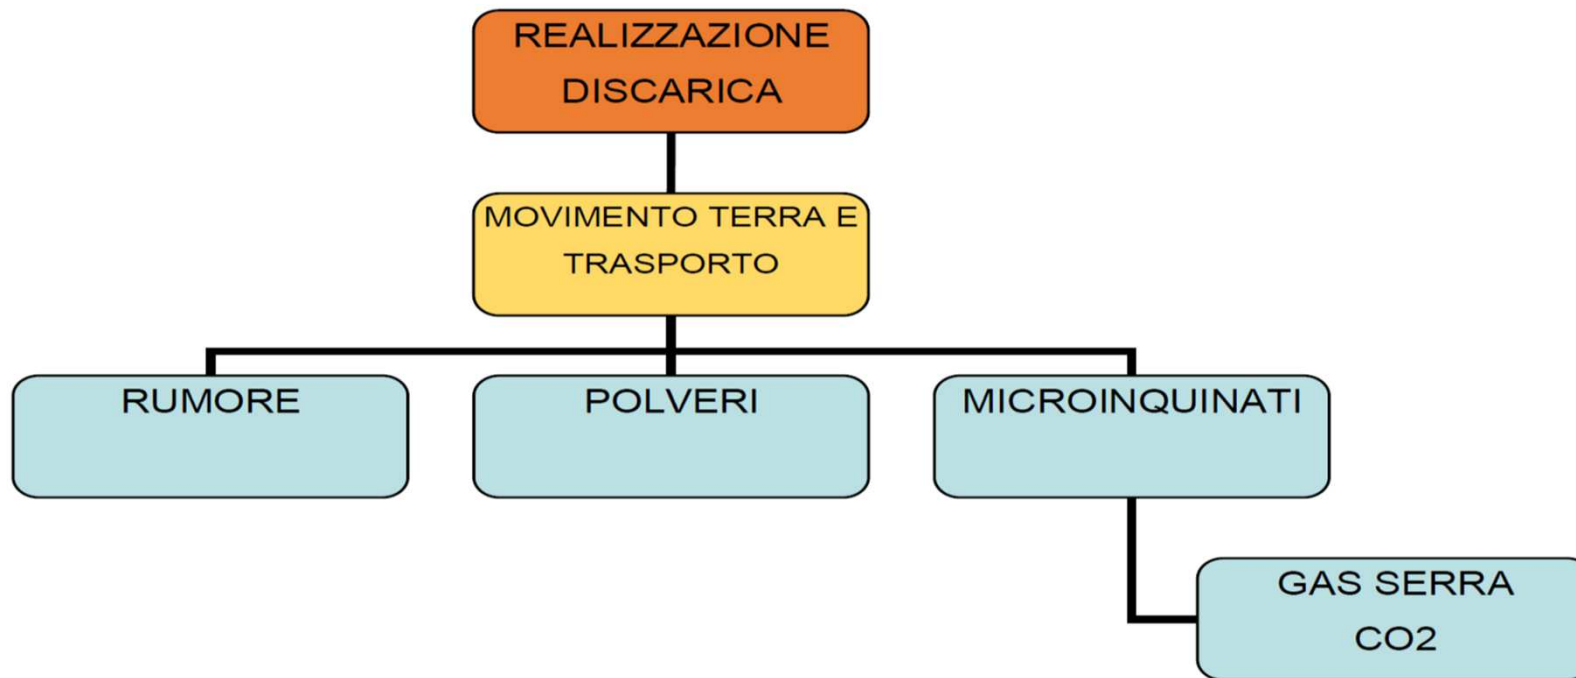 REALIZZAZIONE
DISCARICA
MOVIMENTO TERRA E
TRASPORTO
RUMORE
POLVERI
MICROINQUINATI
GAS SERRA
CO2